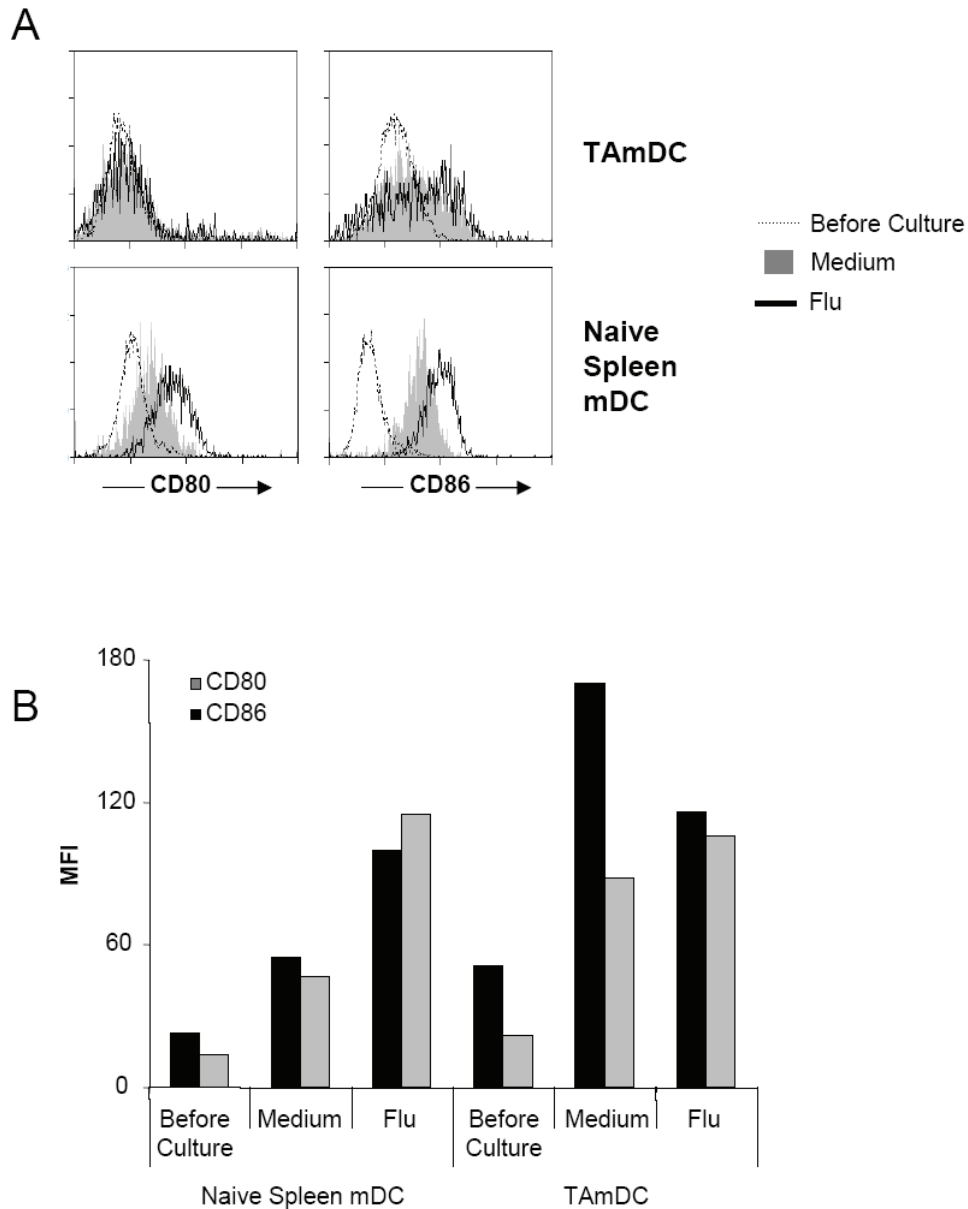 A
TAmDC
Before Culture
Medium
Flu
Naive
Spleen
mDC
CD80
CD86
B
180
120
60
0
MFI
CD80
CD86
Before
Culture
Medium
Flu
Before
Culture
Medium
Flu
Naive Spleen mDC
TAmDC